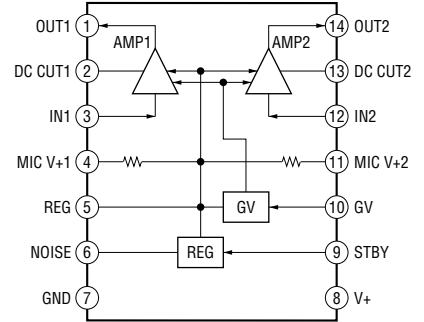 OUT1 1 14 OUT2
AMP1 AMP2
DC CUT1 2 13 DC CUT2
IN1 3 12 IN2
MIC V+1 4 11 MIC V+2
REG 5 GV 10 GV
NOISE 6 REG 9 STBY
GND 7 8 V+